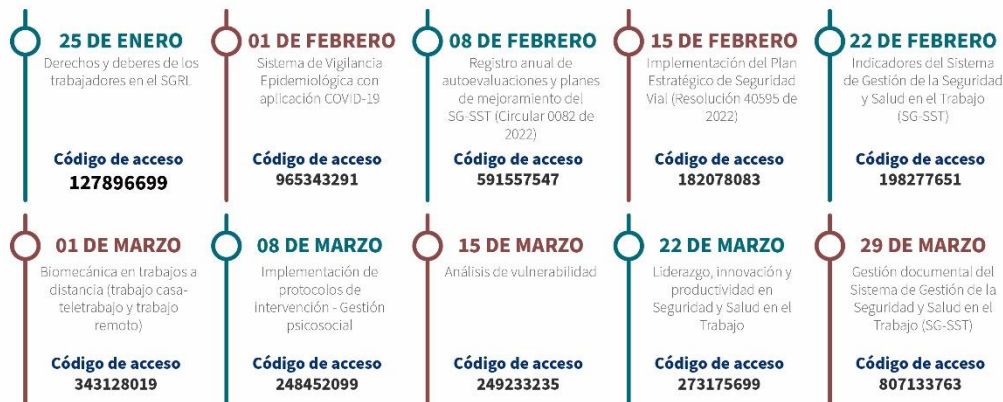 25 DE ENERO
Derechos y deberes de los
trabajadores en el SGRL
Código de acceso
127896699
01 DE FEBRERO
Sistema de Vigilancia
Epidemiológica con
aplicación COVID-19
Código de acceso
965343291
08 DE FEBRERO
Registro anual de
autoevaluaciones y planes
de mejoramiento del
SG-SST (Circular 0082 de
2022)
Código de acceso
591557547
15 DE FEBRERO
Implementación del Plan
Estratégico de Seguridad
Vial (Resolución 40595 de
2022)
Código de acceso
182078083
22 DE FEBRERO
Indicadores del Sistema
de Gestión de la Seguridad
y Salud en el Trabajo
(SG-SST)
Código de acceso
198277651
01 DE MARZO
Biomecánica en trabajos a
distancia (trabajo casa-
teletrabajo y trabajo
remoto)
Código de acceso
343128019
08 DE MARZO
Implementación de
protocolos de
intervención - Gestión
psicosocial
Código de acceso
248452099
15 DE MARZO
Análisis de vulnerabilidad
Código de acceso
249233235
22 DE MARZO
Liderazgo, innovación y
productividad en
Seguridad y Salud en el
Trabajo
Código de acceso
273175699
29 DE MARZO
Gestión documental del
Sistema de Gestión de la
Seguridad y Salud en el
Trabajo (SG-SST)
Código de acceso
807133763